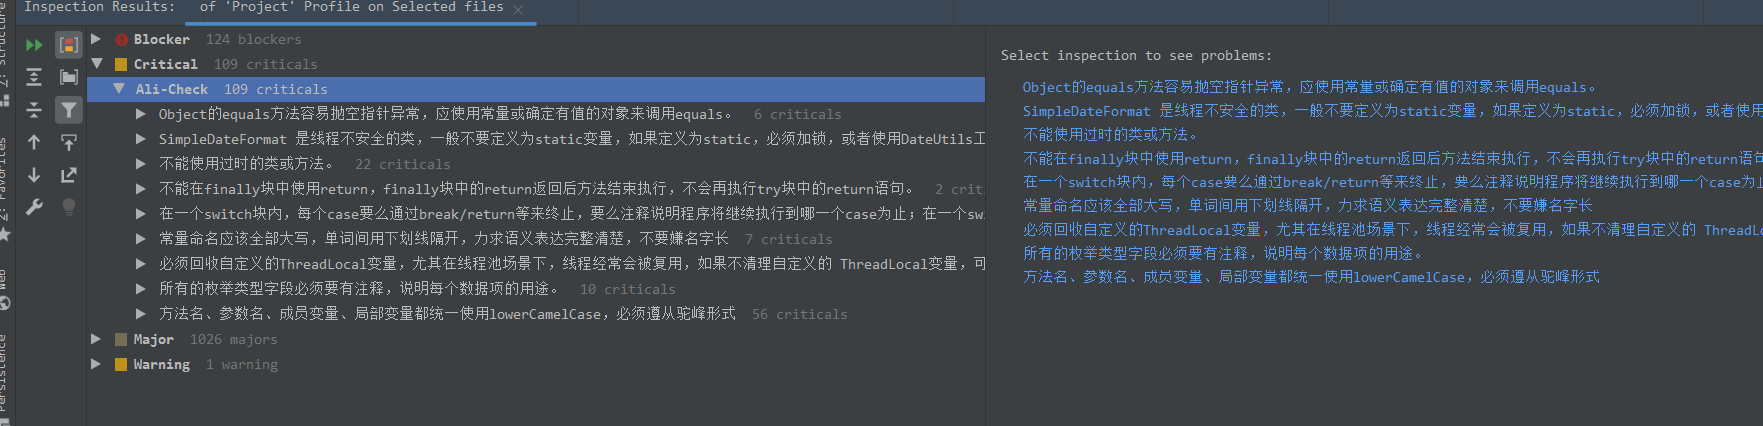 Inspection Results: of 'Project' Profile on Selected files
Blocker 124 blockers
Critical 109 criticals
Ali-Check 109 criticals
Object的equals方法容易抛空指针异常，应使用常量或确定有值的对象来调用equals。 6 criticals
SimpleDateFormat 是线程不安全的类，一般不要定义为static变量，如果定义为static，必须加锁，或者使用DateUtils工
不能使用过时的类或方法。 22 criticals
不能在finally块中使用return，finally块中的return返回后方法结束执行，不会再执行try块中的return语句。 2 crit
在一个switch块内，每个case要么通过break/return等来终止，要么注释说明程序将继续执行到哪一个case为止；在一个sw
常量命名应该全部大写，单词间用下划线隔开，力求语义表达完整清楚，不要嫌名字长 7 criticals
必须回收自定义的ThreadLocal变量，尤其在线程池场景下，线程经常会被复用，如果不清理自定义的 ThreadLocal变量，可
所有的枚举类型字段必须要有注释，说明每个数据项的用途。 10 criticals
方法名、参数名、成员变量、局部变量都统一使用lowerCamelCase，必须遵从驼峰形式 56 criticals
Major 1026 majors
Warning 1 warning
Select inspection to see problems:
Object的equals方法容易抛空指针异常，应使用常量或确定有值的对象来调用equals。
SimpleDateFormat 是线程不安全的类，一般不要定义为static变量，如果定义为static，必须加锁，或者使用
不能使用过时的类或方法。
不能在finally块中使用return，finally块中的return返回后方法结束执行，不会再执行try块中的return语
在一个switch块内，每个case要么通过break/return等来终止，要么注释说明程序将继续执行到哪一个case为
常量命名应该全部大写，单词间用下划线隔开，力求语义表达完整清楚，不要嫌名字长
必须回收自定义的ThreadLocal变量，尤其在线程池场景下，线程经常会被复用，如果不清理自定义的 ThreadL
所有的枚举类型字段必须要有注释，说明每个数据项的用途。
方法名、参数名、成员变量、局部变量都统一使用lowerCamelCase，必须遵从驼峰形式
Z: Structure
2: Favorites
Web
Persistence